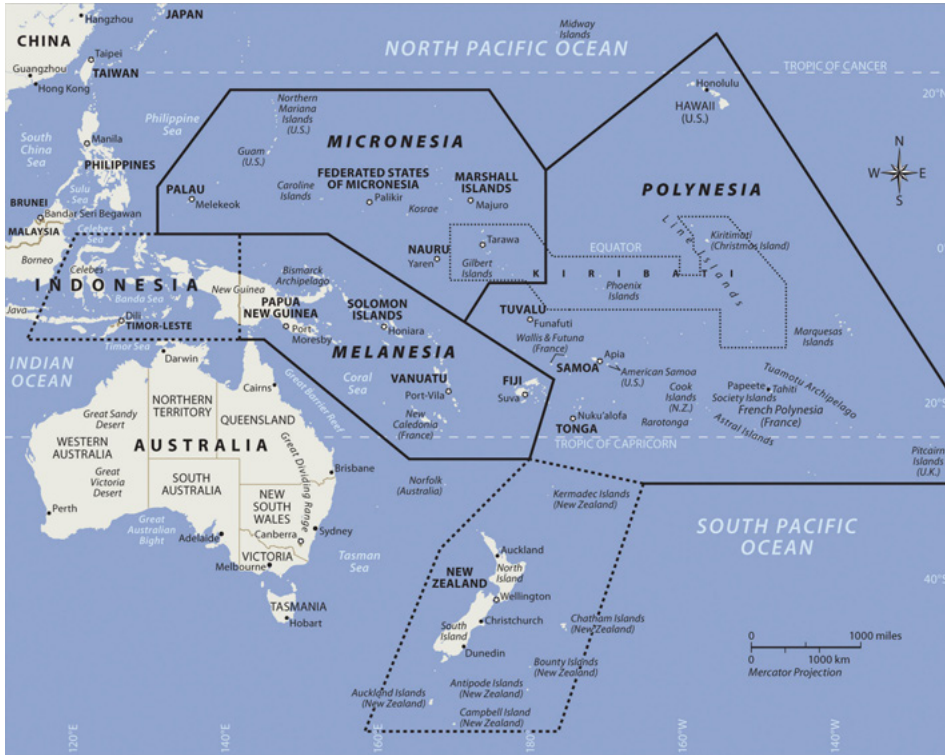 Hangzhou
JAPAN
CHINA
Taipei
Guangzhou
TAIWAN
Hong Kong
NORTH PACIFIC OCEAN
Midway
Islands
TROPIC OF CANCER
Honolulu
HAWAII
(U.S.)
20°N
N
W
E
S
Philippine
Sea
South
China
Sea
Manila
PHILIPPINES
Sulu
Sea
BRUNEI
Bandar Seri Begawan
MALAYSIA
Celebes
Sea
Borneo
Northern
Mariana
Islands
(U.S.)
Guam
(U.S.)
MICRONESIA
PALAU
Melekeok
Caroline
Islands
FEDERATED STATES
OF MICRONESIA
Palikir
Kosrae
MARSHALL
ISLANDS
Majuro
POLYNESIA
NAURU
Yaren
Tarawa
Gilbert
Islands
EQUATOR
0°
KIRIBATI
Phoenix
Islands
Line Islands
Kiritimati
(Christmos Island)
INDONESIA
Celebes
Banda Sea
Java
Dili
TIMOR-LESTE
Timor Sea
New Guinea
Bismarck
Archipelago
PAPUA
NEW GUINEA
Port
Moresby
SOLOMON
ISLANDS
Honiara
MELANESIA
TUVALU
Funafuti
Wallis & Futuna
(France)
SAMOA
Apia
American Samoa
(U.S.)
Marquesas
Islands
VANUATU
Port-Vila
FIJI
Suva
New
Caledonia
(France)
Coral
Sea
Great Barrier Reef
Nuku'alofa
TONGA
Cook
Islands
(N.Z.)
Rarotonga
Papeete
Tahiti
Society Islands
French Polynesia
(France)
Tuamotu Archipelago
Astral Islands
20°S
TROPIC OF CAPRICORN
Pitcairn
Islands
(U.K.)
INDIAN
OCEAN
Darwin
Cairns
NORTHERN
TERRITORY
QUEENSLAND
Great Sandy
Desert
WESTERN
AUSTRALIA
AUSTRALIA
Great
Victoria
Desert
SOUTH
AUSTRALIA
Great Dividing Range
Brisbane
NEW
SOUTH
WALES
Perth
Great
Australian
Bight
Adelaide
Canberra
Sydney
VICTORIA
Melbourne
TASMANIA
Hobart
Tasman
Sea
Norfolk
(Australia)
Kermadec Islands
(New Zealand)
SOUTH PACIFIC
OCEAN
NEW
ZEALAND
Auckland
North
Island
Wellington
South
Island
Christchurch
Dunedin
Chatham Islands
(New Zealand)
Bounty Islands
(New Zealand)
Antipode Islands
(New Zealand)
Auckland Islands
(New Zealand)
Campbell Island
(New Zealand)
40°S
0
1000 miles
0
1000 km
Mercator Projection
120°E
140°E
160°E
180°
160°W
140°W